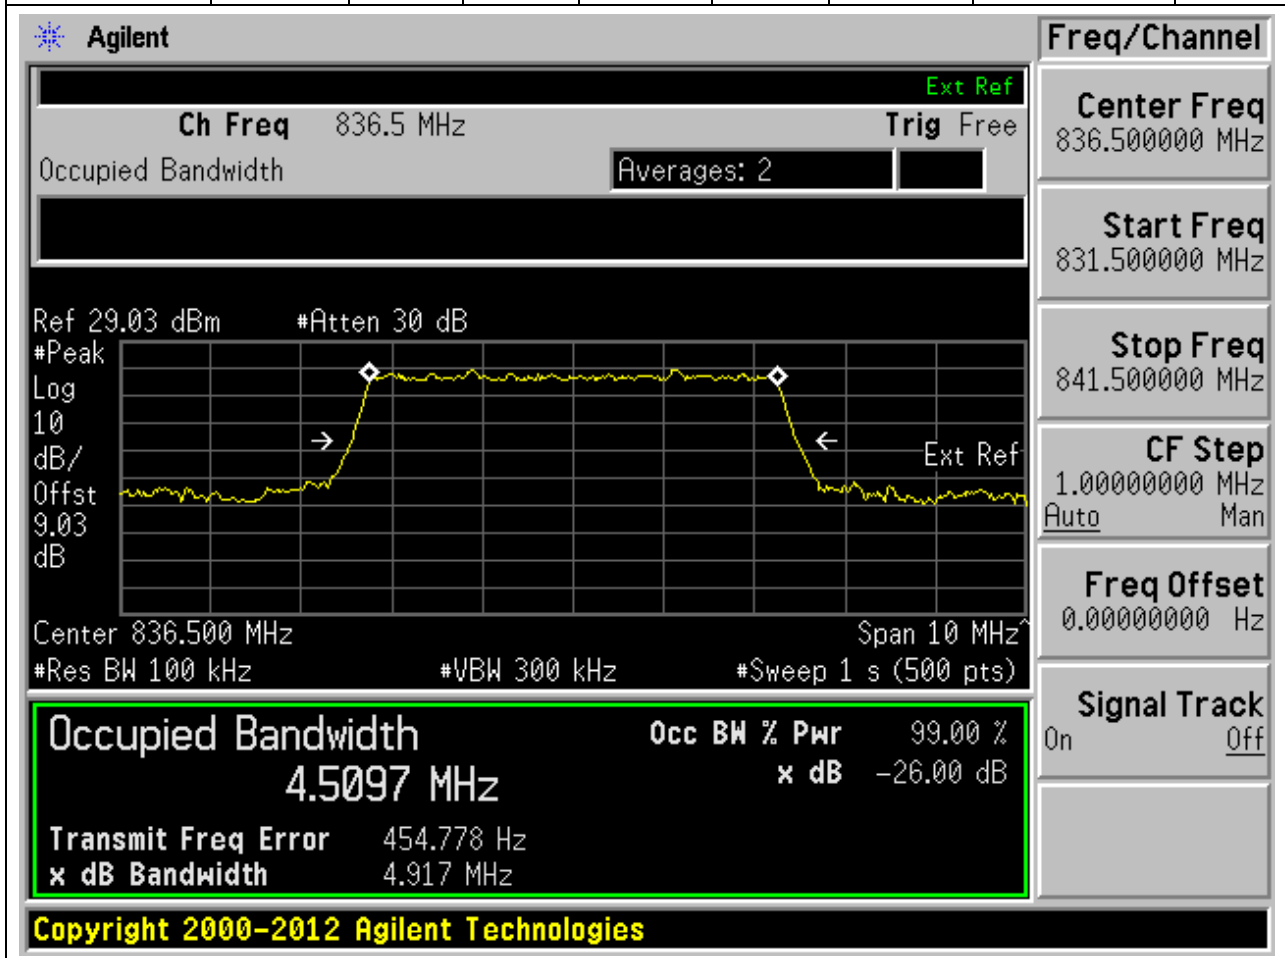 Agilent
Freq/Channel
Ext Ref
Ch Freq 836.5 MHz Trig Free
Occupied Bandwidth Averages: 2
Center Freq
836.500000 MHz
Start Freq
831.500000 MHz
Stop Freq
841.500000 MHz
CF Step
1.00000000 MHz
Auto Man
Freq Offset
0.00000000 Hz
Signal Track
On Off
Ref 29.03 dBm #Atten 30 dB
#Peak
Log
10
dB/
Offst
9.03
dB
Ext Ref
Center 836.500 MHz Span 10 MHz^
#Res BW 100 kHz #VBW 300 kHz #Sweep 1 s (500 pts)
Occupied Bandwidth
4.5097 MHz
Occ BW % Pwr 99.00 %
x dB -26.00 dB
Transmit Freq Error 454.778 Hz
x dB Bandwidth 4.917 MHz
Copyright 2000-2012 Agilent Technologies